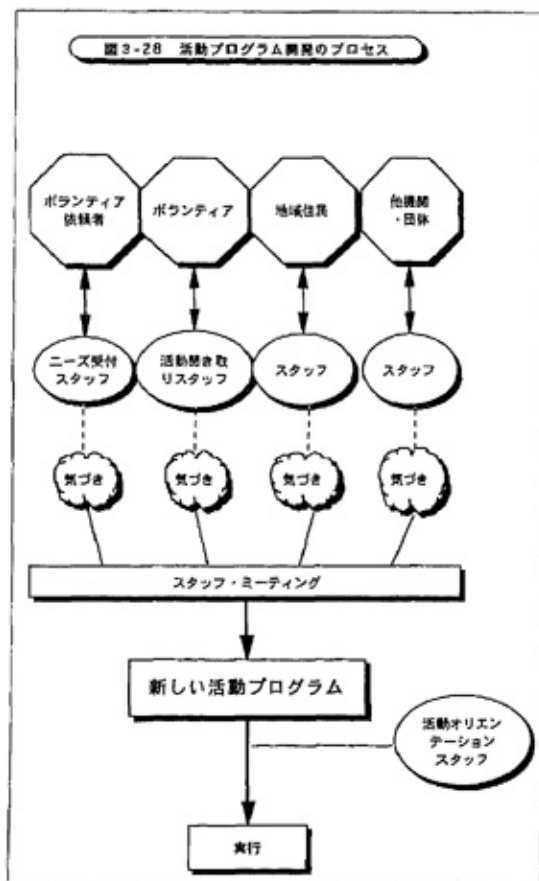 図3-28 活動プログラム開発のプロセス
ボランティア
依頼者
ボランティア
地域住民
他機関
・団体
ニーズ受付
スタッフ
活動聞き取
りスタッフ
スタッフ
スタッフ
気づき
気づき
気づき
気づき
スタッフ・ミーティング
新しい活動プログラム
活動オリエン
テーション
スタッフ
実行